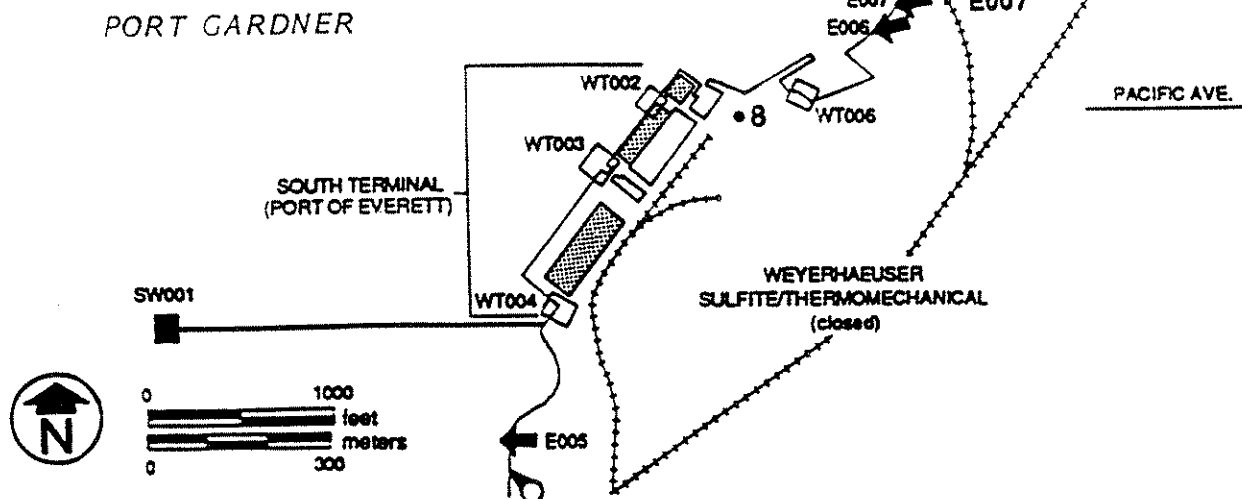 PORT GARDNER
E007
E007
E006
WT002
PACIFIC AVE.
8
WT006
WT003
SOUTH TERMINAL
(PORT OF EVERETT)
WEYERHAEUSER
SULFITE/THERMOMECHANICAL
(closed)
SW001
WT004
0 1000
feet
meters
0 300
N
E005